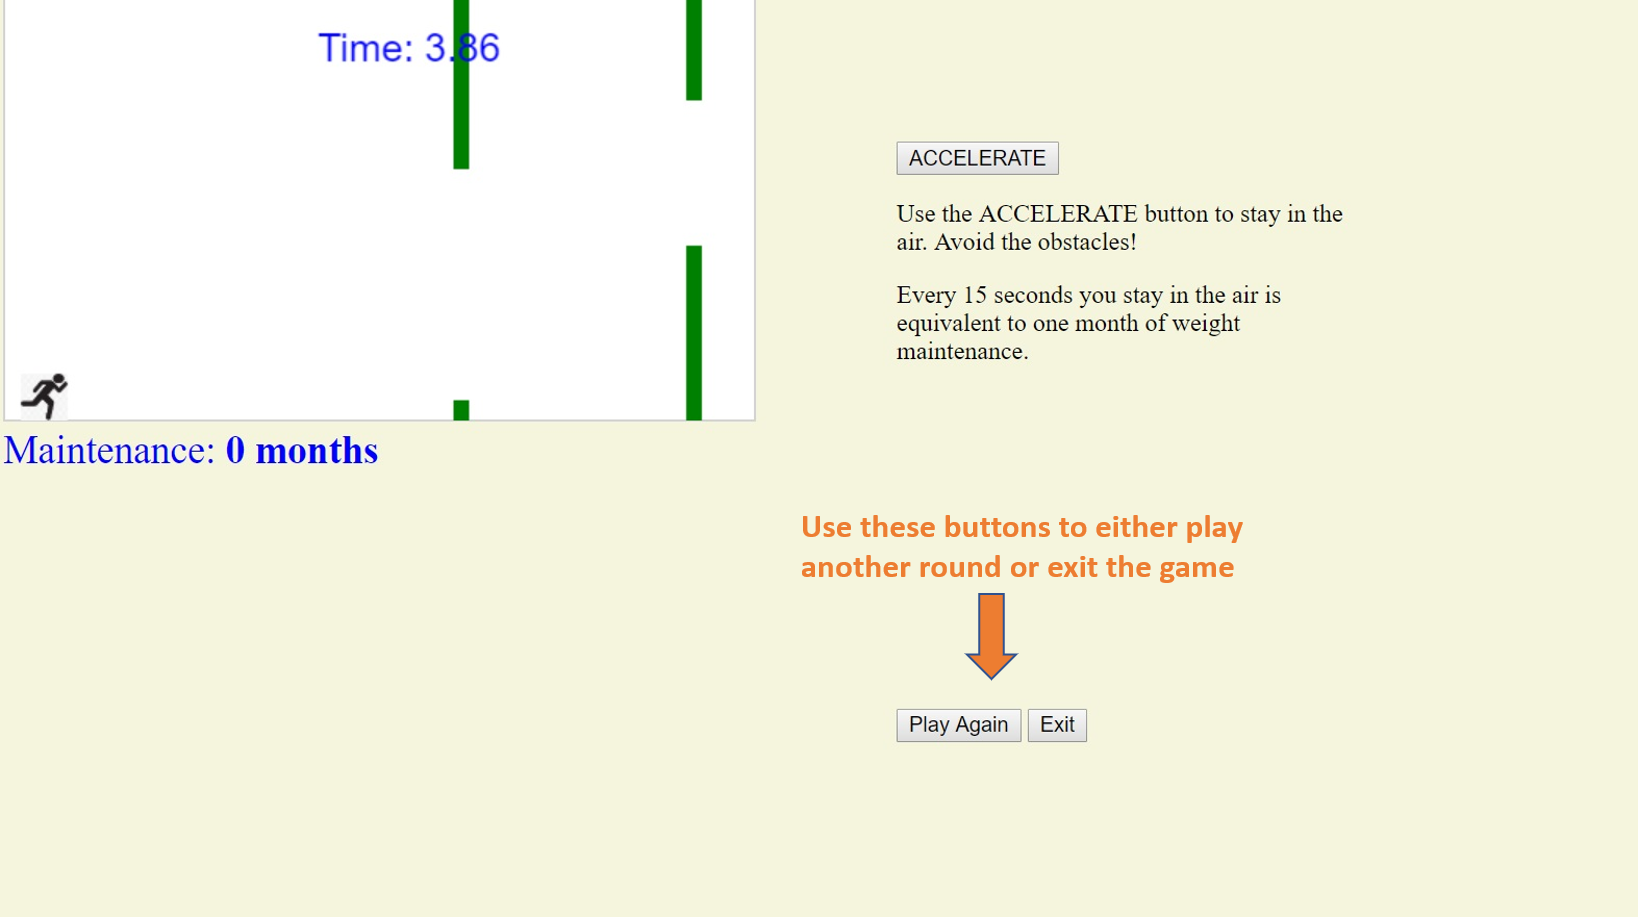 Time: 3.86
ACCELERATE
Use the ACCELERATE button to stay in the
air. Avoid the obstacles!
Every 15 seconds you stay in the air is
equivalent to one month of weight
maintenance.
Maintenance: 0 months
Use these buttons to either play
another round or exit the game
Play Again
Exit